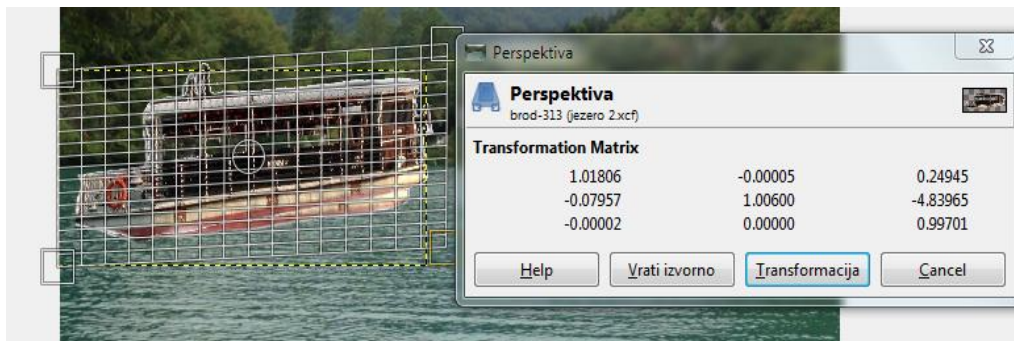 Perspektiva
Perspektiva
brod-313 (jezero 2.xcf)
Transformation Matrix
1.01806 -0.00005 0.24945
-0.07957 1.00600 -4.83965
-0.00002 0.00000 0.99701
Help Vrati izvorno Transformacija Cancel